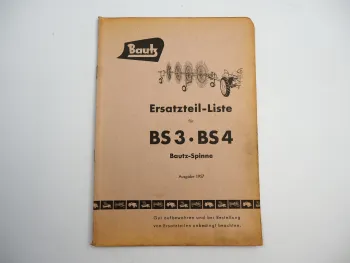 Bautz
Ersatzteil-Liste
für
BS 3 • BS 4
Bautz-Spinne
Ausgabe 1957
Gut aufbewahren und bei Bestellung
von Ersatzteilen unbedingt beachten.